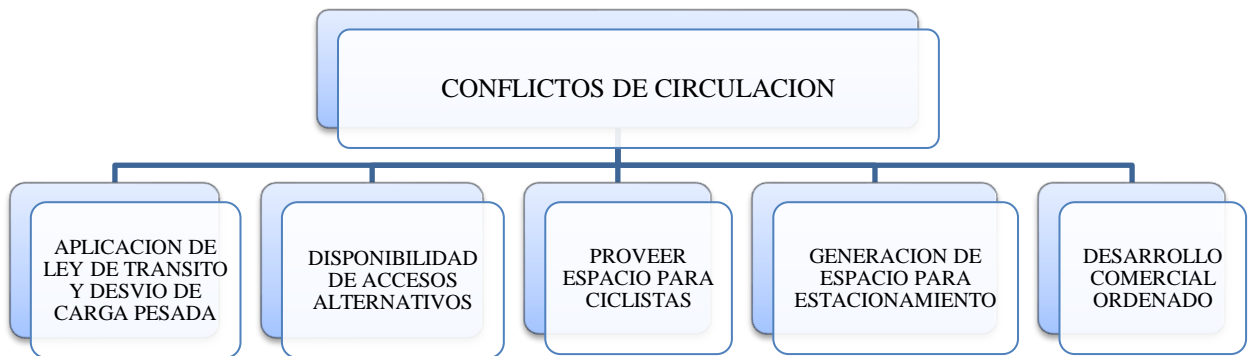 CONFLICTOS DE CIRCULACION
APLICACION DE
LEY DE TRANSITO
Y DESVIO DE
CARGA PESADA
DISPONIBILIDAD
DE ACCESOS
ALTERNATIVOS
PROVEER
ESPACIO PARA
CICLISTAS
GENERACION DE
ESPACIO PARA
ESTACIONAMIENTO
DESARROLLO
COMERCIAL
ORDENADO